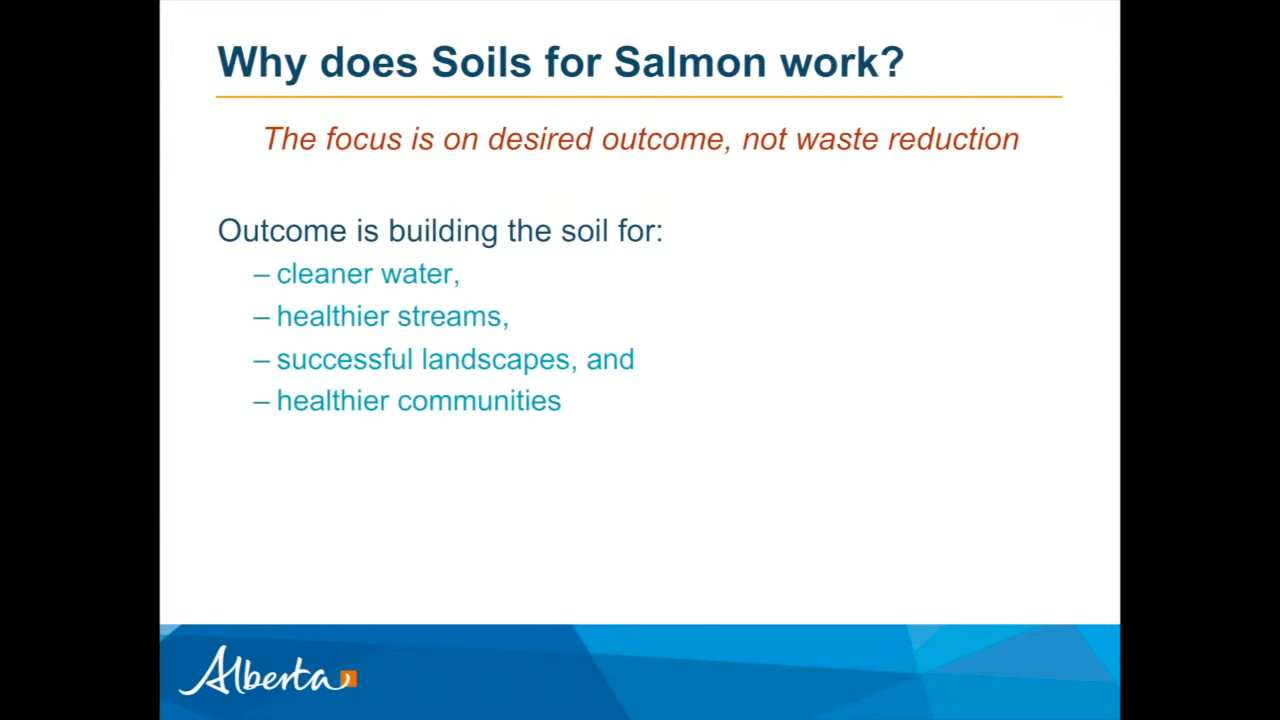 Why does Soils for Salmon work?
The focus is on desired outcome, not waste reduction
Outcome is building the soil for:
– cleaner water,
– healthier streams,
– successful landscapes, and
– healthier communities
Alberta